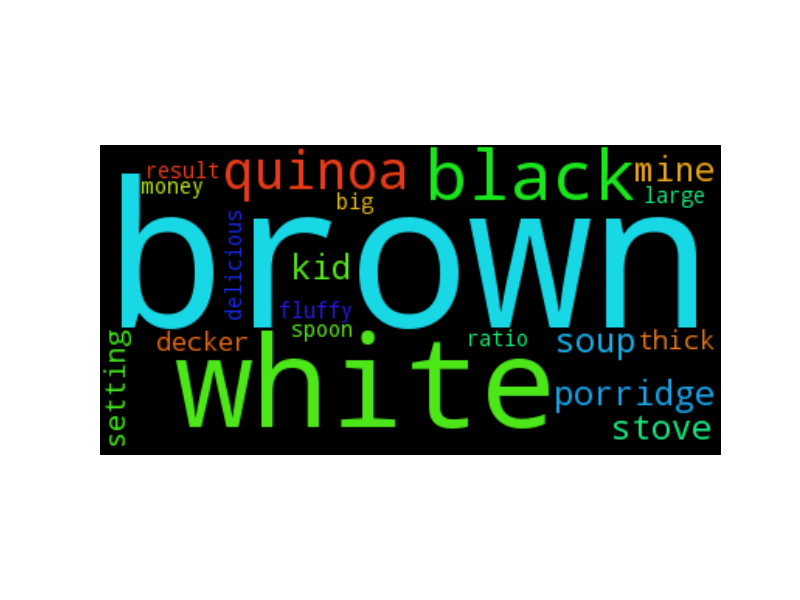 result
quinoa
black
mine
money
big
large
brown
delicious
kid
fluffy
spoon
setting
decker
white
ratio
soup
thick
porridge
stove